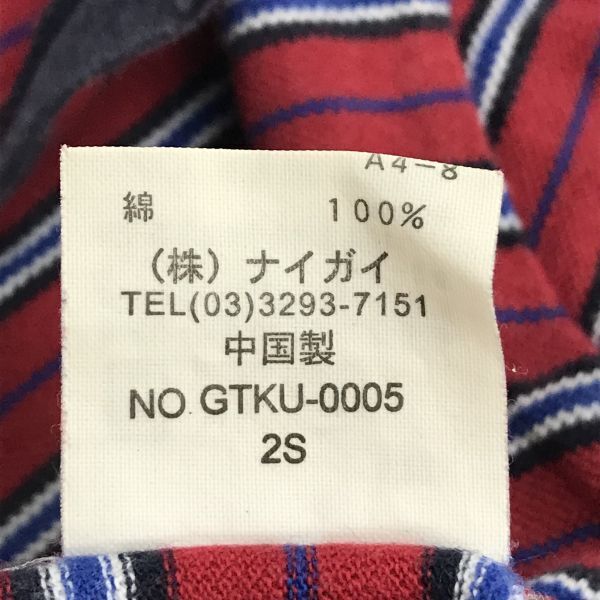 A4-8
綿 100%
（株）ナイガイ
TEL(03)3293-7151
中国製
NO GTKU-0005
2S